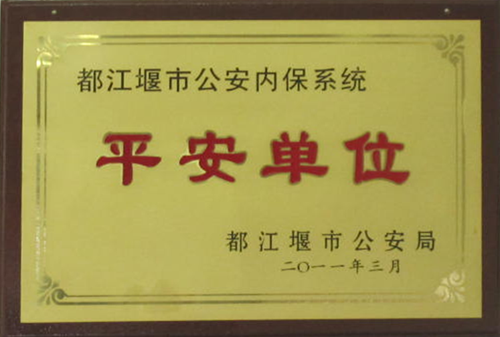 都江堰市公安内保系统
平安单位
都江堰市公安局
二〇一一年三月